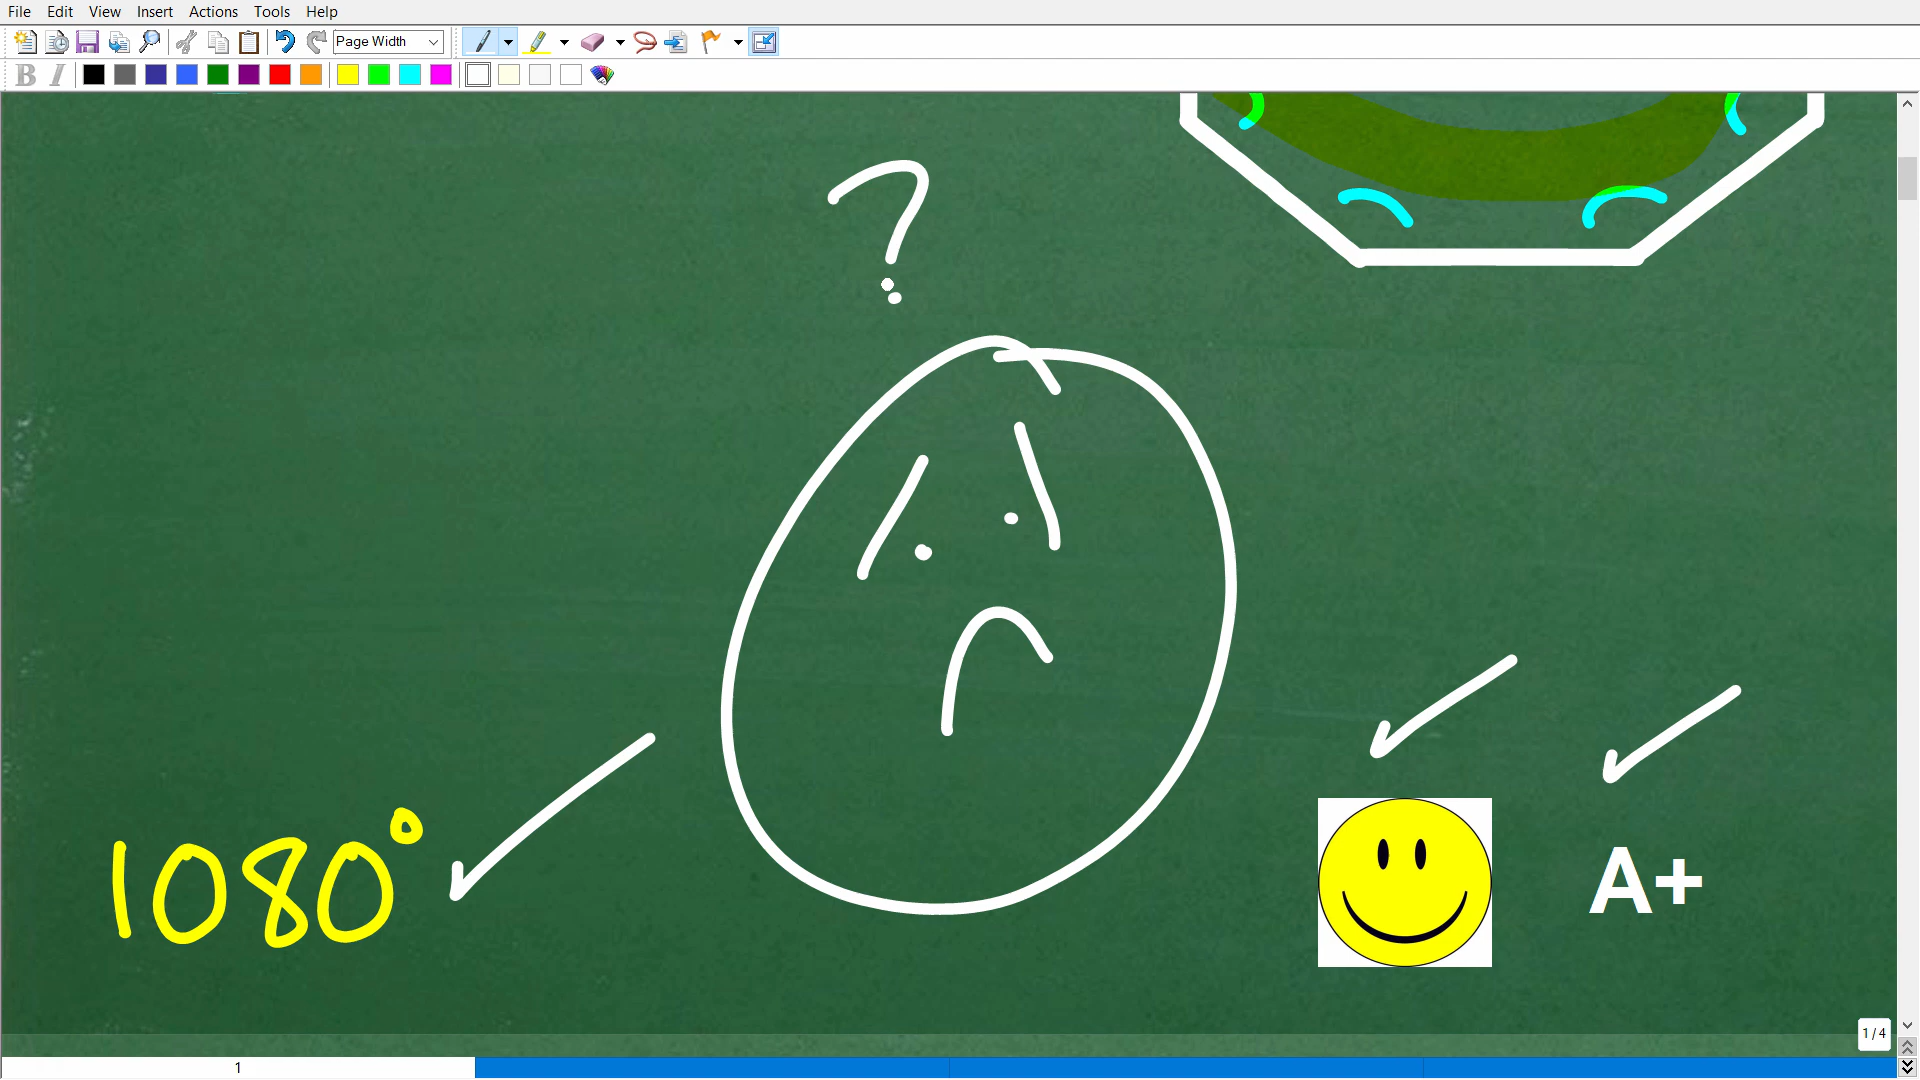 File Edit View Insert Actions Tools Help
Page Width
B I
?
1080°
A+
1 / 4
1